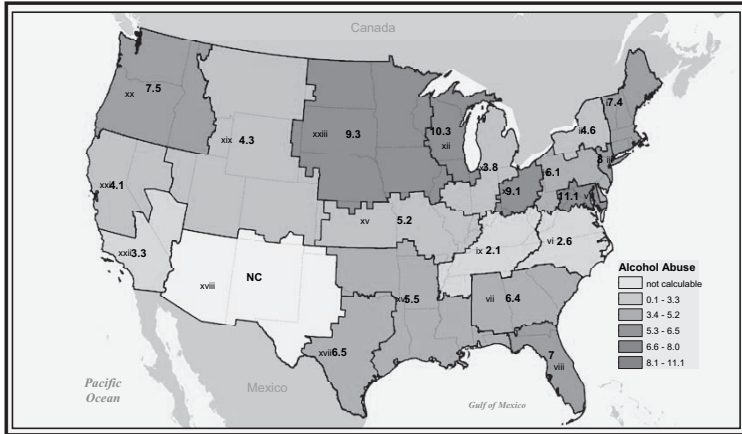 Canada
xx 7.5
xix 4.3
xxiii 9.3
10.3
xii
3.8
i 7.4
4.6
8
6.1
9.1
11.1
xxi 4.1
xv 5.2
ix 2.1
vi 2.6
xxii 3.3
xviii NC
5.5
vii 6.4
xvii 6.5
7
viii
Alcohol Abuse
not calculable
0.1 - 3.3
3.4 - 5.2
5.3 - 6.5
6.6 - 8.0
8.1 - 11.1
Pacific
Ocean
Mexico
Gulf of Mexico